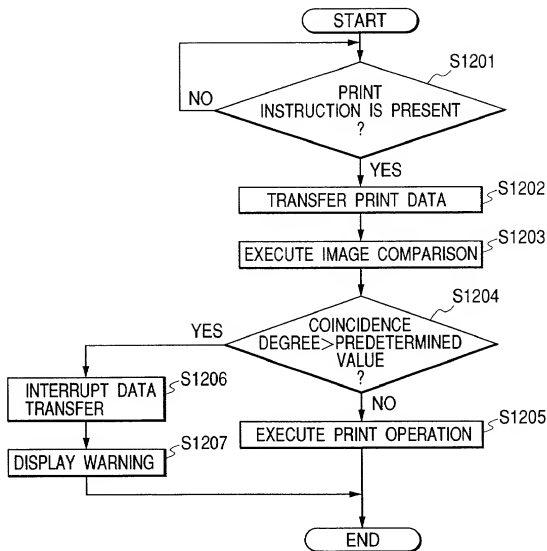 START
S1201
PRINT
INSTRUCTION IS PRESENT
?
NO
YES
TRANSFER PRINT DATA
S1202
EXECUTE IMAGE COMPARISON
S1203
S1204
COINCIDENCE
DEGREE>PREDETERMINED
VALUE
?
YES
NO
INTERRUPT DATA
TRANSFER
S1206
EXECUTE PRINT OPERATION
S1205
DISPLAY WARNING
S1207
END